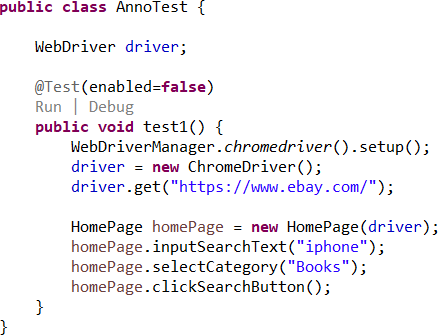 public class AnnoTest {
WebDriver driver;
@Test(enabled=false)
Run | Debug
public void test1() {
WebDriverManager.chromedriver().setup();
driver = new ChromeDriver();
driver.get("https://www.ebay.com/");
HomePage homePage = new HomePage(driver);
homePage.inputSearchText("iphone");
homePage.selectCategory("Books");
homePage.clickSearchButton();
}
}